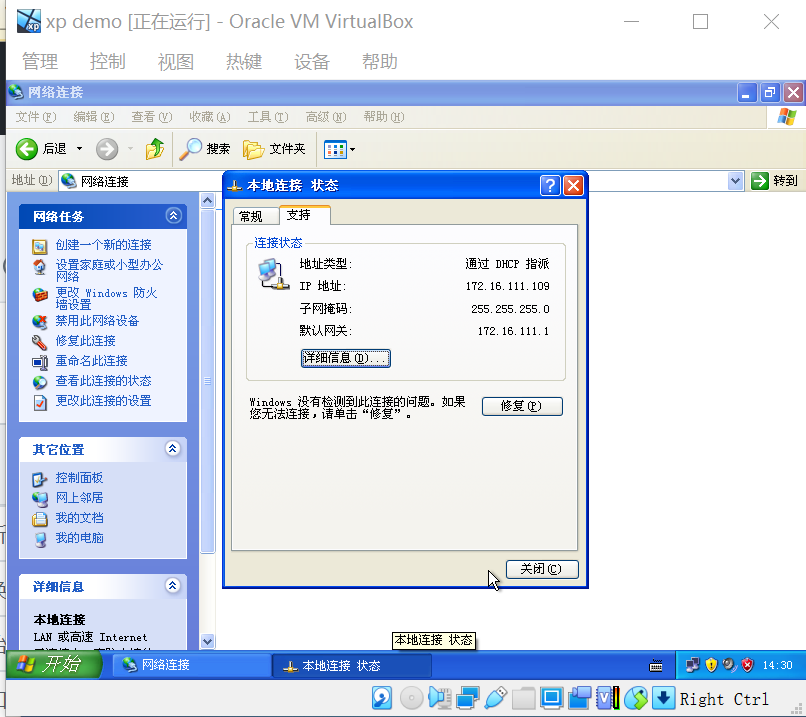 xp demo [正在运行] - Oracle VM VirtualBox
管理 控制 视图 热键 设备 帮助
网络连接
文件(F) 编辑(E) 查看(V) 收藏(A) 工具(T) 高级(N) 帮助(H)
后退 搜索 文件夹
地址(D) 网络连接 转到
网络任务
创建一个新的连接
设置家庭或小型办公
网络
更改 Windows 防火
墙设置
禁用此网络设备
修复此连接
重命名此连接
查看此连接的状态
更改此连接的设置
其它位置
控制面板
网上邻居
我的文档
我的电脑
详细信息
本地连接
LAN 或高速 Internet
本地连接 状态
常规 支持
连接状态
地址类型: 通过 DHCP 指派
IP 地址: 172.16.111.109
子网掩码: 255.255.255.0
默认网关: 172.16.111.1
详细信息(D)...
Windows 没有检测到此连接的问题。如果
您无法连接，请单击“修复”。
修复(P)
关闭(C)
本地连接 状态
开始 网络连接 本地连接 状态 14:30
Right Ctrl